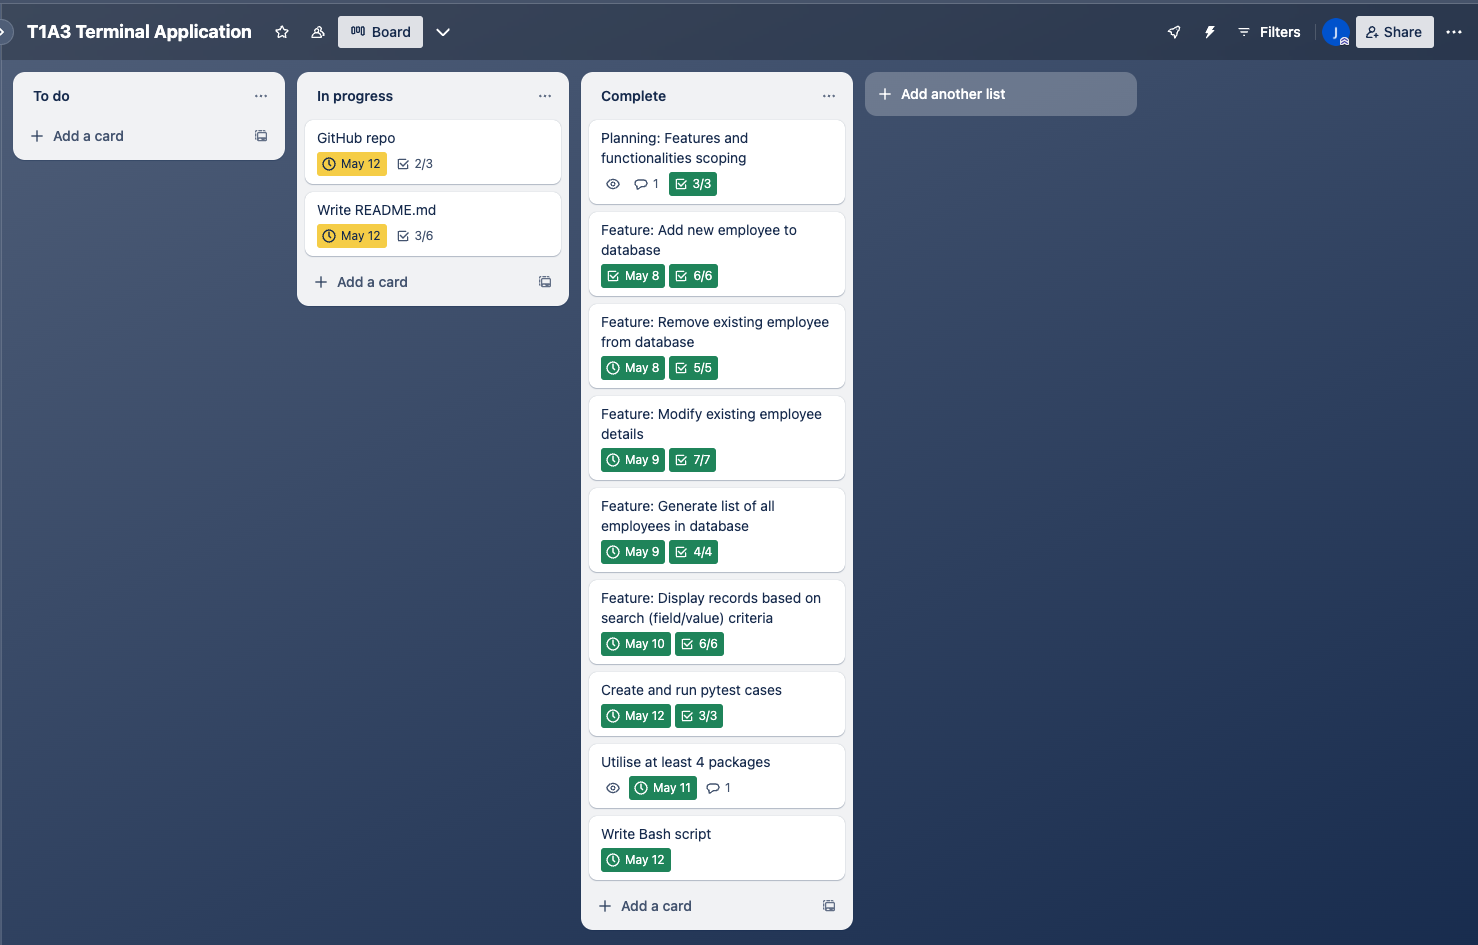 T1A3 Terminal Application
Board
Filters
J
Share
To do
Add a card
In progress
GitHub repo
May 12 2/3
Write README.md
May 12 3/6
Add a card
Complete
Planning: Features and
functionalities scoping
1 3/3
Feature: Add new employee to
database
May 8 6/6
Feature: Remove existing employee
from database
May 8 5/5
Feature: Modify existing employee
details
May 9 7/7
Feature: Generate list of all
employees in database
May 9 4/4
Feature: Display records based on
search (field/value) criteria
May 10 6/6
Create and run pytest cases
May 12 3/3
Utilise at least 4 packages
May 11 1
Write Bash script
May 12
Add a card
Add another list